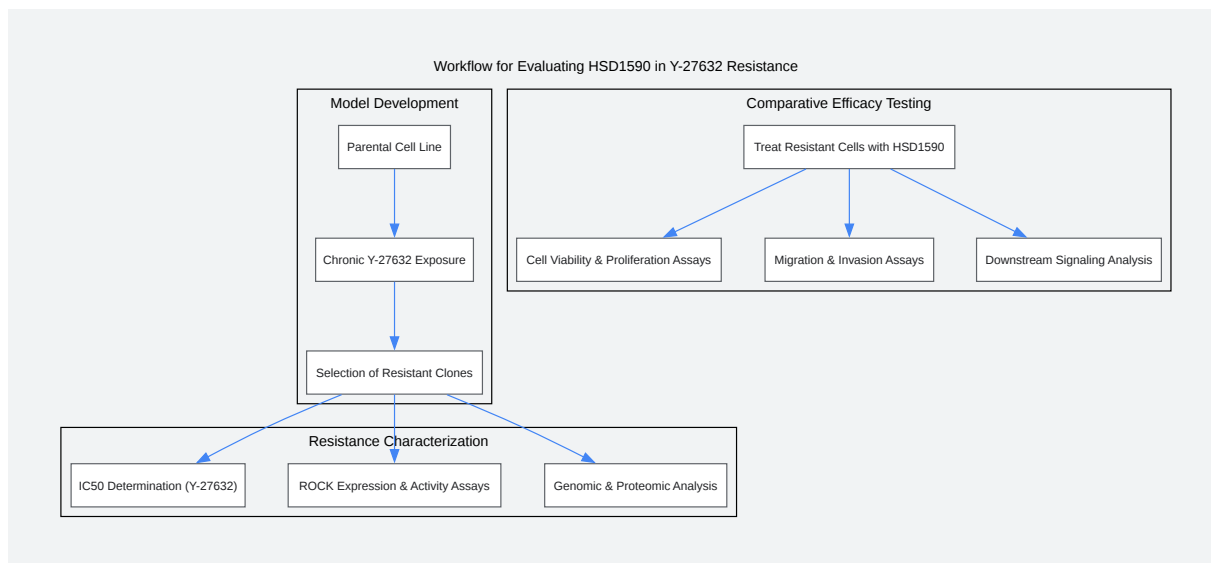 Workflow for Evaluating HSD1590 in Y-27632 Resistance
Model Development
Parental Cell Line
Chronic Y-27632 Exposure
Selection of Resistant Clones
Comparative Efficacy Testing
Treat Resistant Cells with HSD1590
Cell Viability & Proliferation Assays
Migration & Invasion Assays
Downstream Signaling Analysis
Resistance Characterization
IC50 Determination (Y-27632)
ROCK Expression & Activity Assays
Genomic & Proteomic Analysis